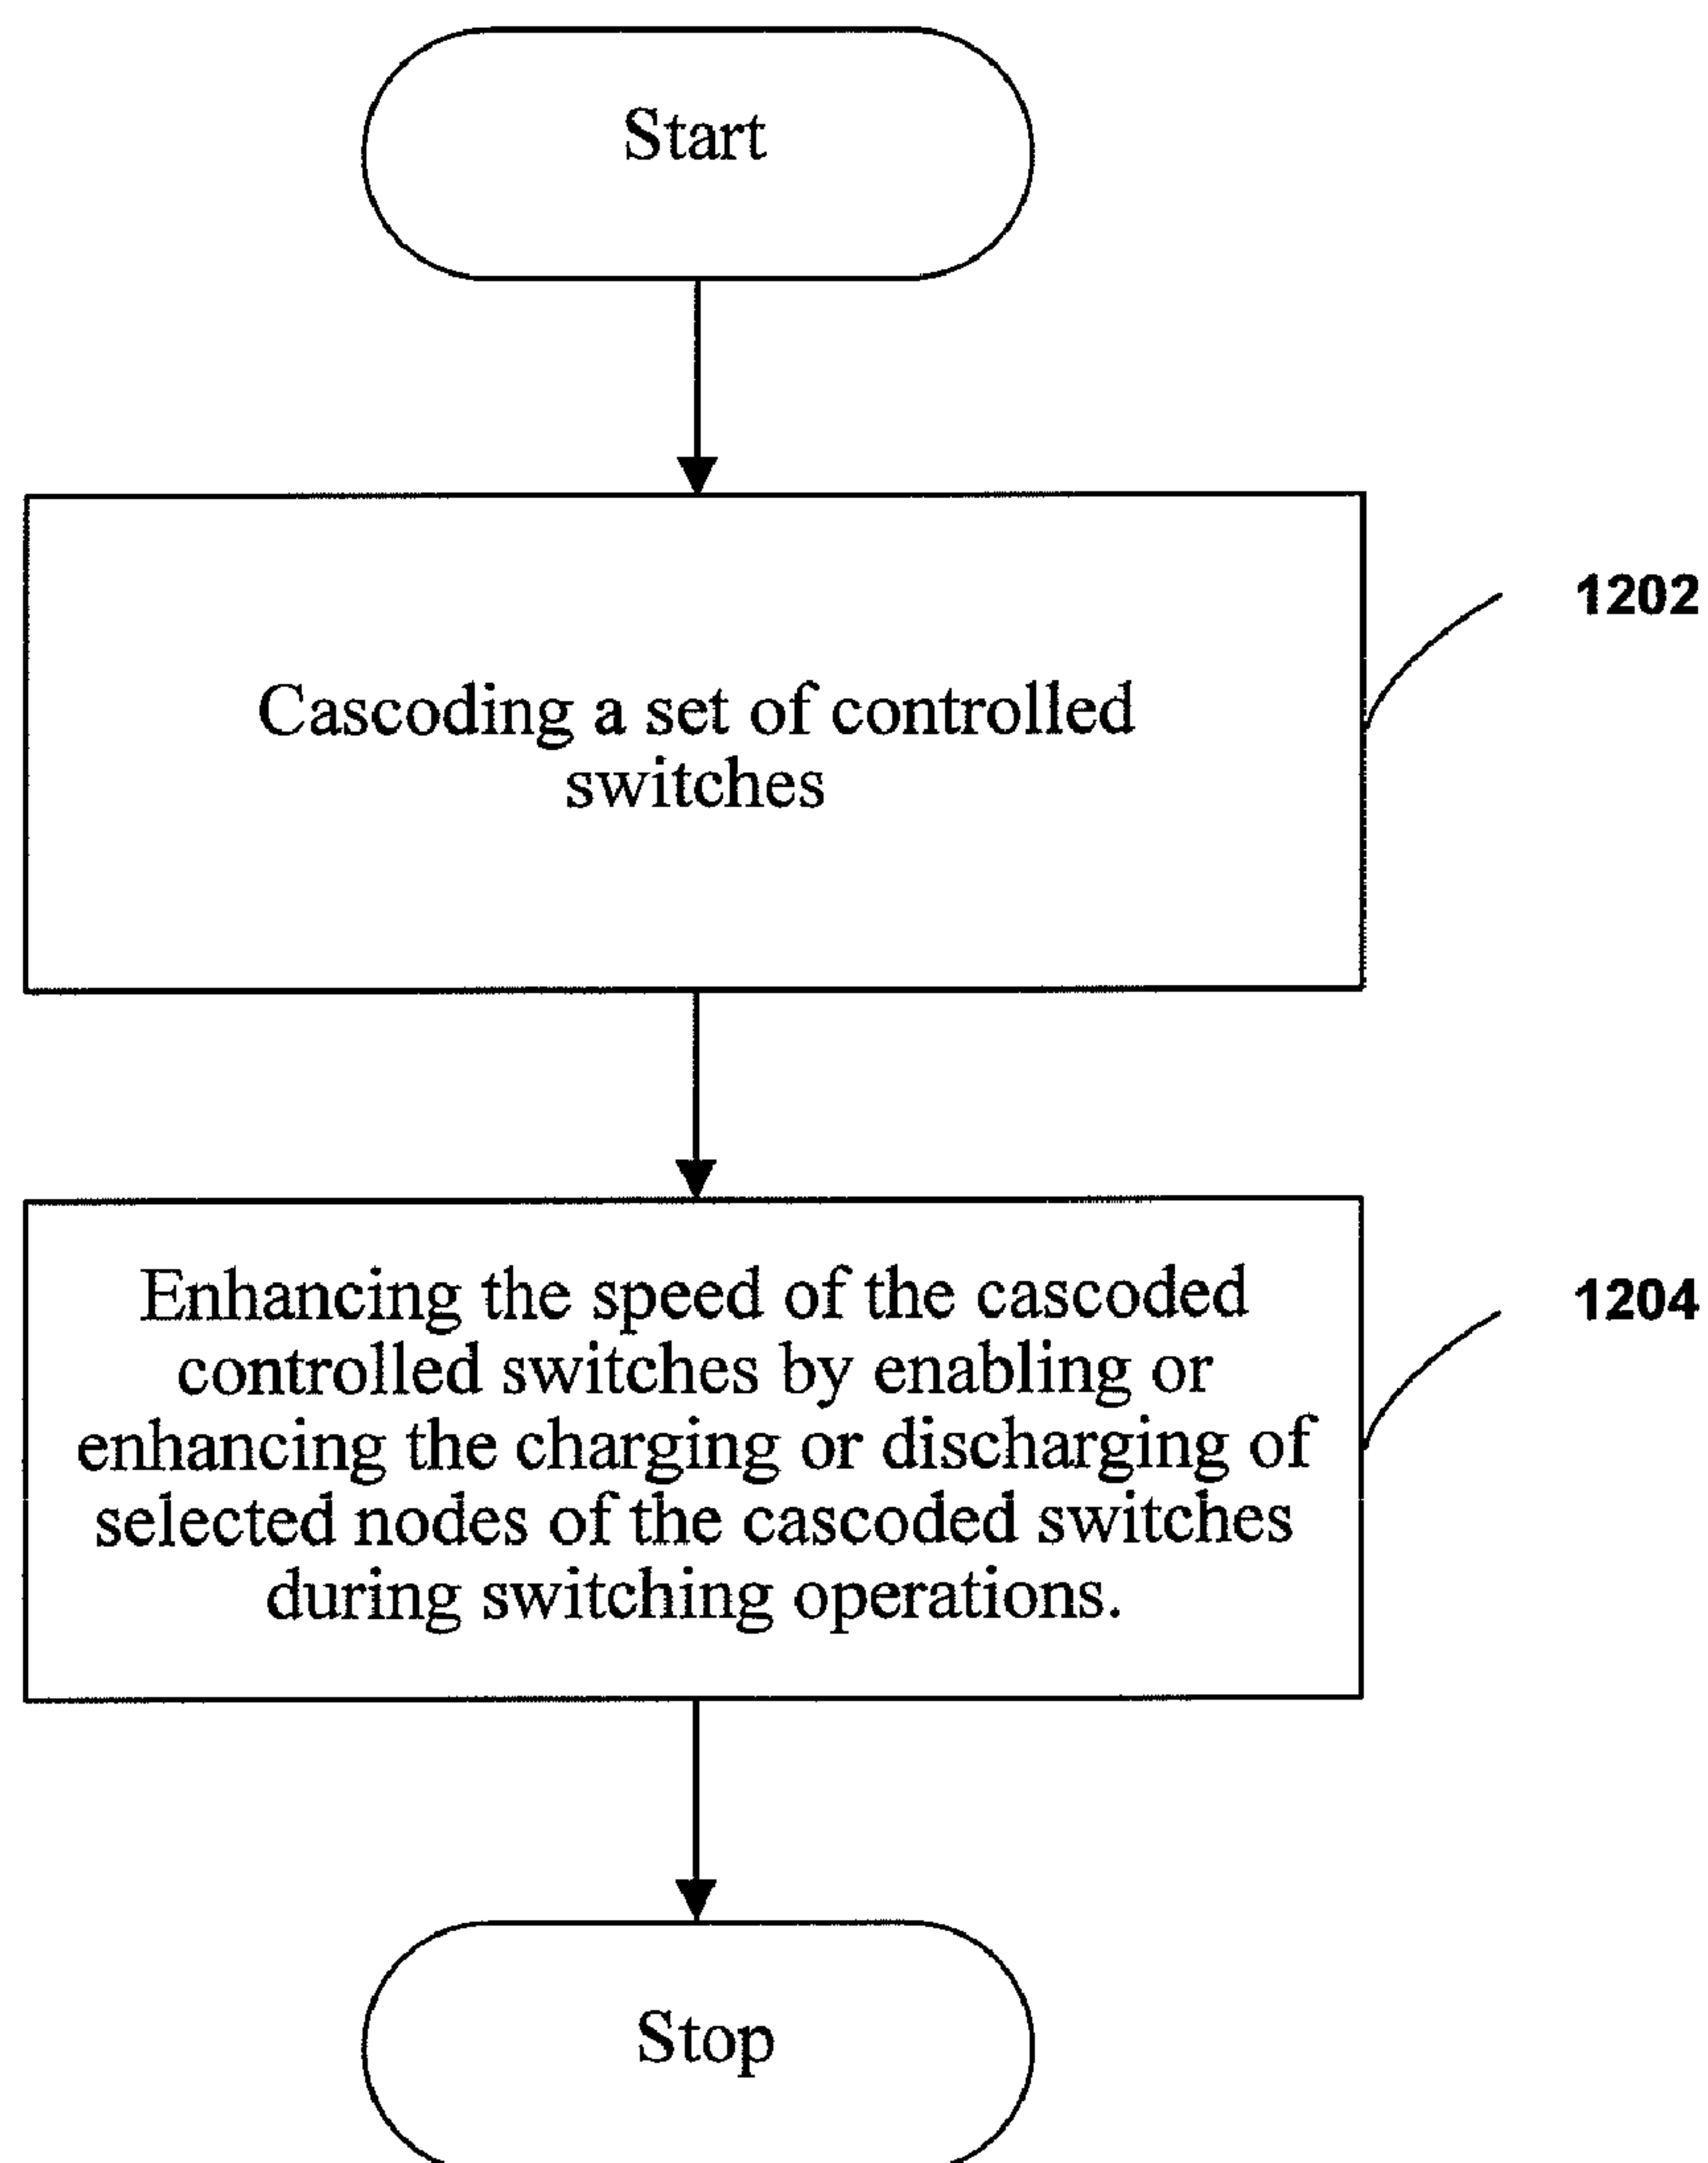 Start
1202
Cascoding a set of controlled
switches
1204
Enhancing the speed of the cascoded
controlled switches by enabling or
enhancing the charging or discharging of
selected nodes of the cascoded switches
during switching operations.
Stop